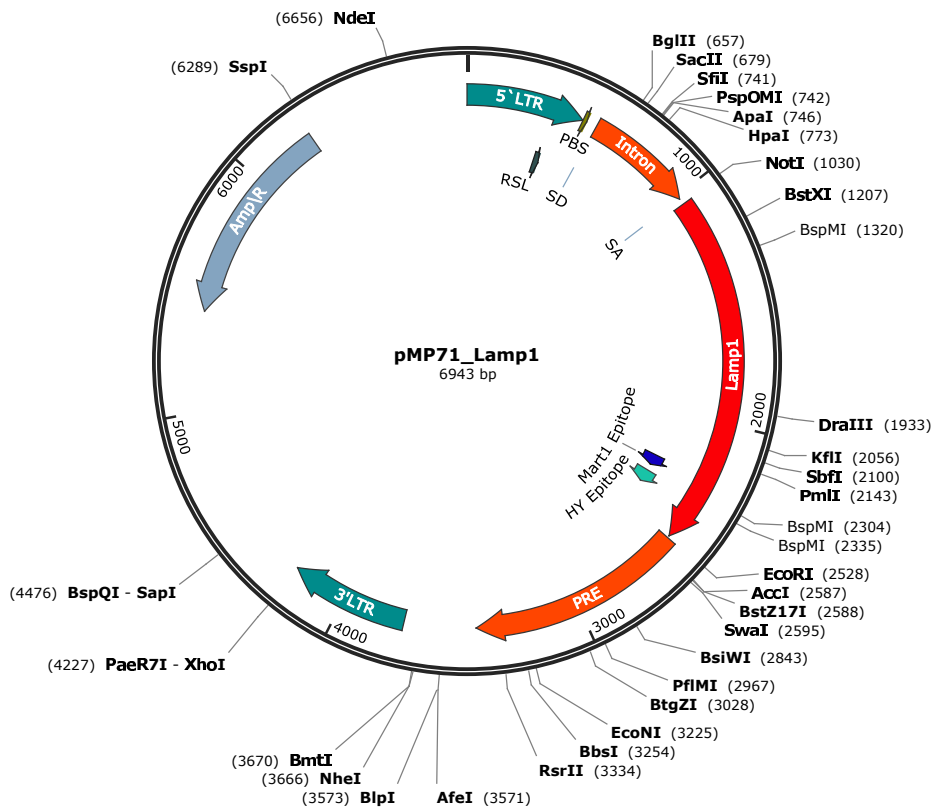 (6656) NdeI
(6289) SspI
BglII (657)
SacII (679)
SfiI (741)
PspOMI (742)
ApaI (746)
HpaI (773)
NotI (1030)
BstXI (1207)
BspMI (1320)
DraIII (1933)
KflI (2056)
SbfI (2100)
PmlI (2143)
BspMI (2304)
BspMI (2335)
EcoRI (2528)
AccI (2587)
BstZ17I (2588)
SwaI (2595)
BsiWI (2843)
PflMI (2967)
BtgZI (3028)
EcoNI (3225)
BbsI (3254)
RsrII (3334)
AfeI (3571)
(3573) BlpI
(3666) NheI
(3670) BmtI
(4227) PaeR7I - XhoI
(4476) BspQI - SapI
5`LTR
PBS
RSL
SD
Intron
SA
Lamp1
Mart1 Epitope
HY Epitope
PRE
3'LTR
Amp\R
1000
2000
3000
4000
5000
6000
pMP71_Lamp1
6943 bp